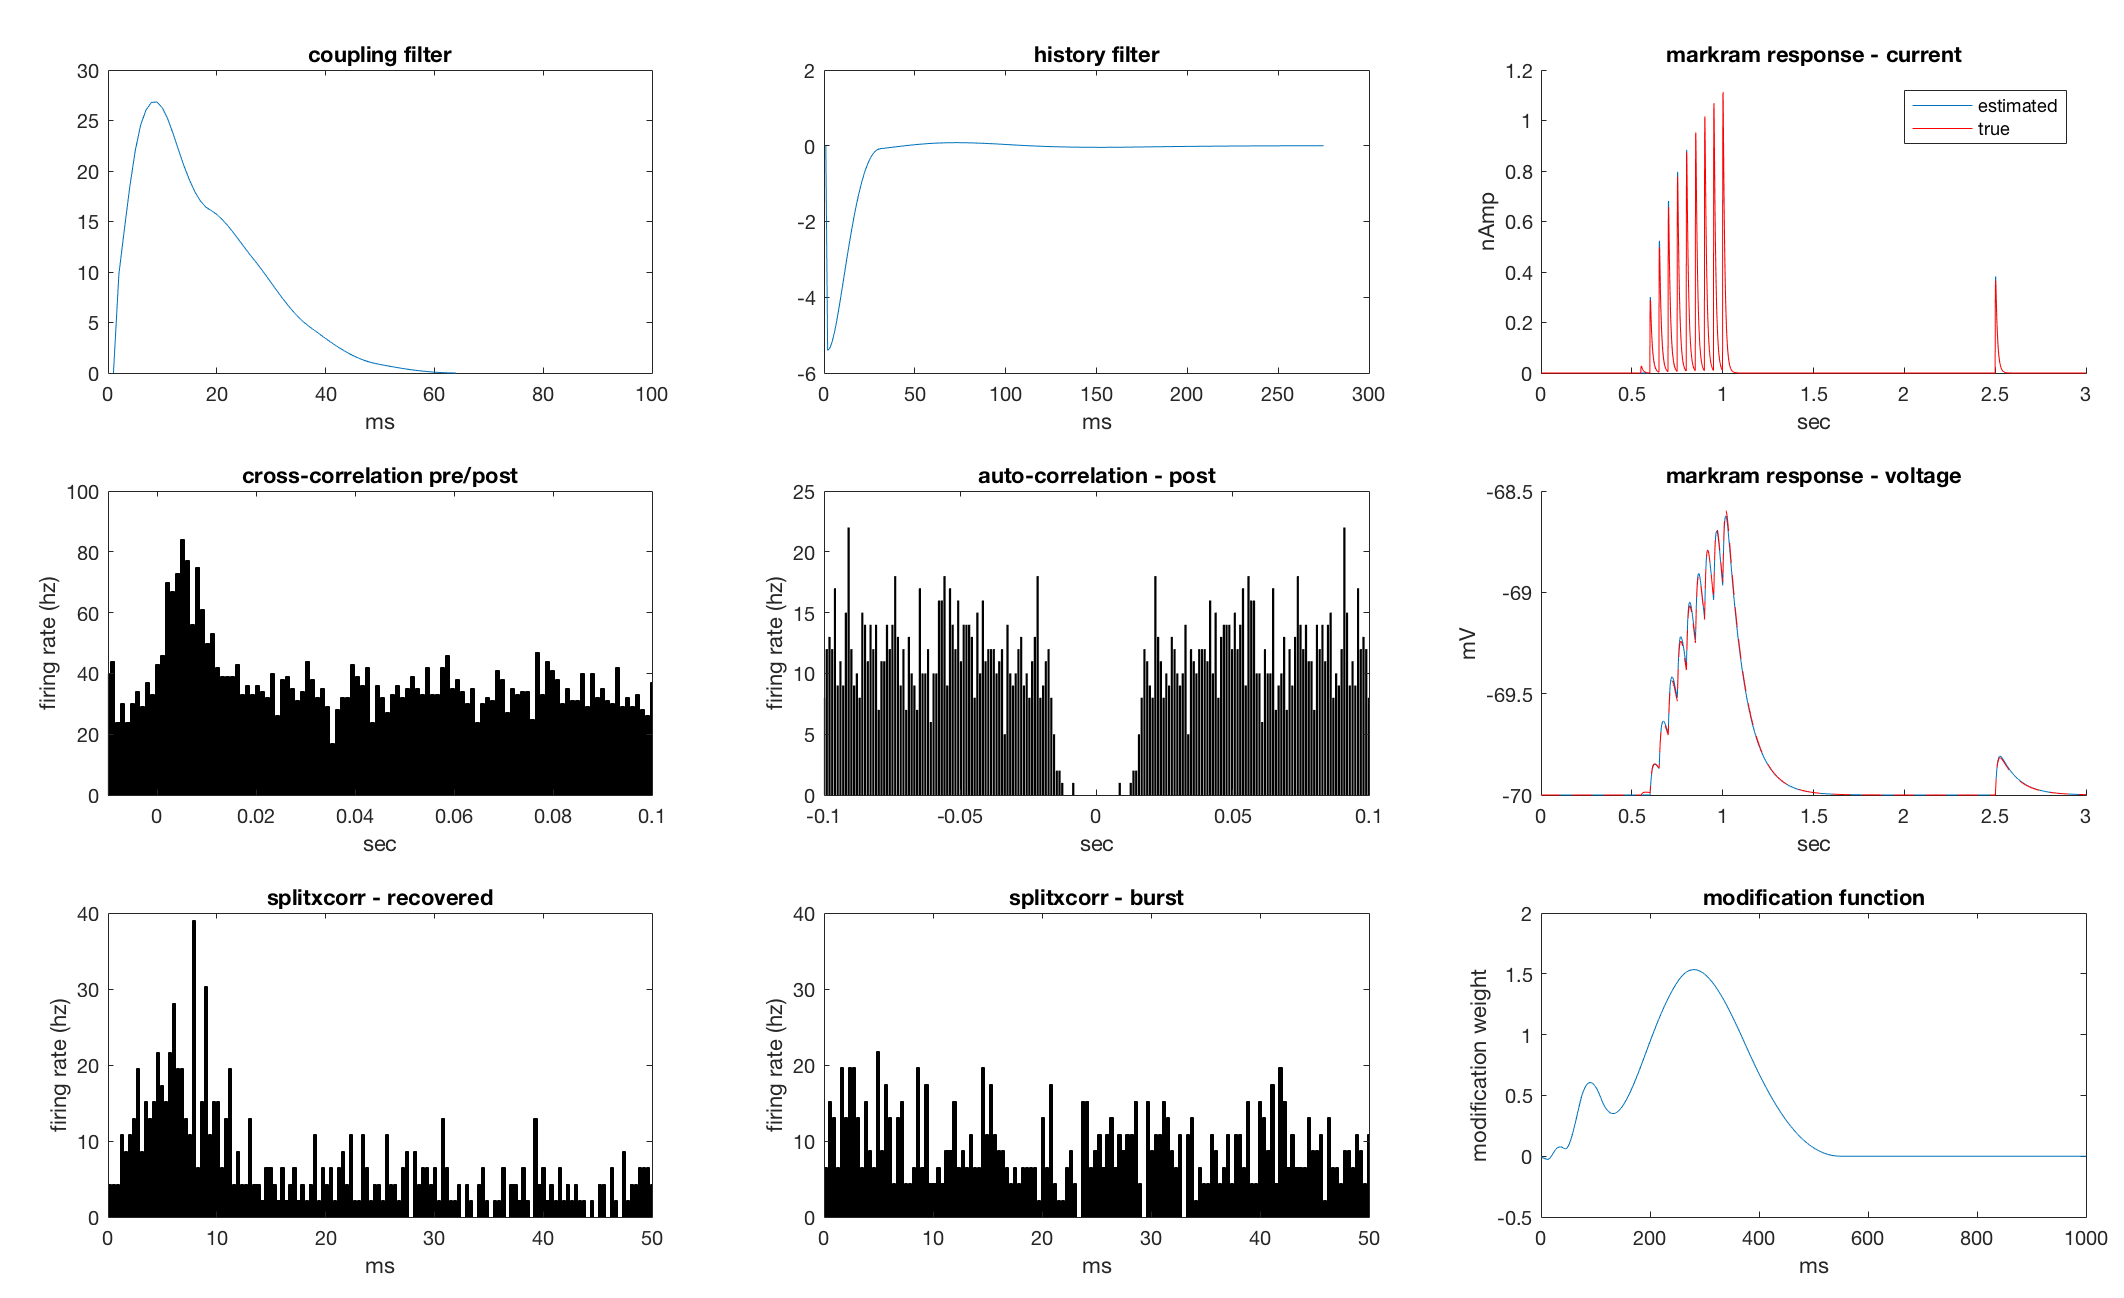 coupling filter
30
25
20
15
10
5
0
0 20 40 60 80 100
ms
history filter
2
0
-2
-4
-6
0 50 100 150 200 250 300
ms
markram response - current
1.2
1
0.8
0.6
0.4
0.2
0
nAmp
estimated
true
0 0.5 1 1.5 2 2.5 3
sec
cross-correlation pre/post
100
80
60
40
20
0
firing rate (hz)
0 0.02 0.04 0.06 0.08 0.1
sec
auto-correlation - post
25
20
15
10
5
0
firing rate (hz)
-0.1 -0.05 0 0.05 0.1
sec
markram response - voltage
-68.5
-69
-69.5
-70
mV
0 0.5 1 1.5 2 2.5 3
sec
splitxcorr - recovered
40
30
20
10
0
firing rate (hz)
0 10 20 30 40 50
ms
splitxcorr - burst
40
30
20
10
0
firing rate (hz)
0 10 20 30 40 50
ms
modification function
2
1.5
1
0.5
0
-0.5
modification weight
0 200 400 600 800 1000
ms